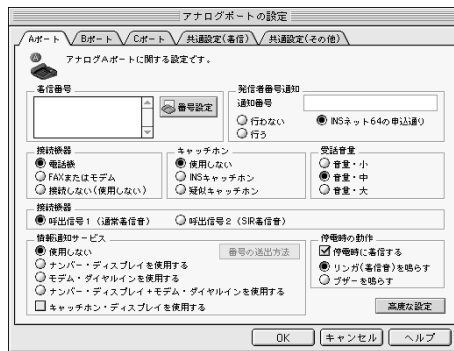 アナログポートの設定
Aポート Bポート Cポート 共通設定(着信) 共通設定(その他)
アナログAポートに関する設定です。
着信番号
番号設定
発信者番号通知
通知番号
行わない INSネット64の申込通り
行う
接続機器
電話機
FAXまたはモデム
接続しない(使用しない)
キャッチホン
使用しない
INSキャッチホン
疑似キャッチホン
受話音量
音量・小
音量・中
音量・大
接続機器
呼出信号1 (通常着信音) 呼出信号2 (SIR着信音)
情報通知サービス
使用しない 番号の送出方法
ナンバー・ディスプレイを使用する
モデム・ダイヤルインを使用する
ナンバー・ディスプレイ+モデム・ダイヤルインを使用する
キャッチホン・ディスプレイを使用する
停電時の動作
停電時に着信する
リンガ(着信音)を鳴らす
ブザーを鳴らす
高度な設定
OK キャンセル ヘルプ